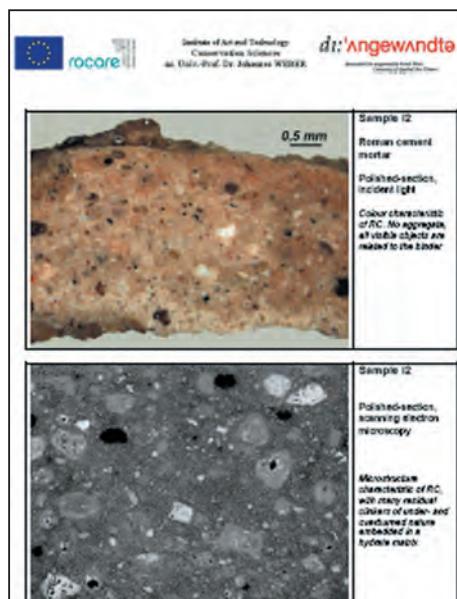 rocare
Institute of Art and Technology
Conservation Sciences
ao. Univ.-Prof. Dr. Johannes WEBER
dı:'ʌngewʌndtə
0,5 mm
Sample I2
Roman cement
mortar
Polished-section,
incident light
Colour characteristic
of RC. No aggregate,
all visible objects are
related to the binder
Sample I2
Polished-section,
scanning electron
microscopy
Microstructure
characteristic of RC,
with many residual
clinkers of under- and
overburned nature
embedded in a
hydrate matrix